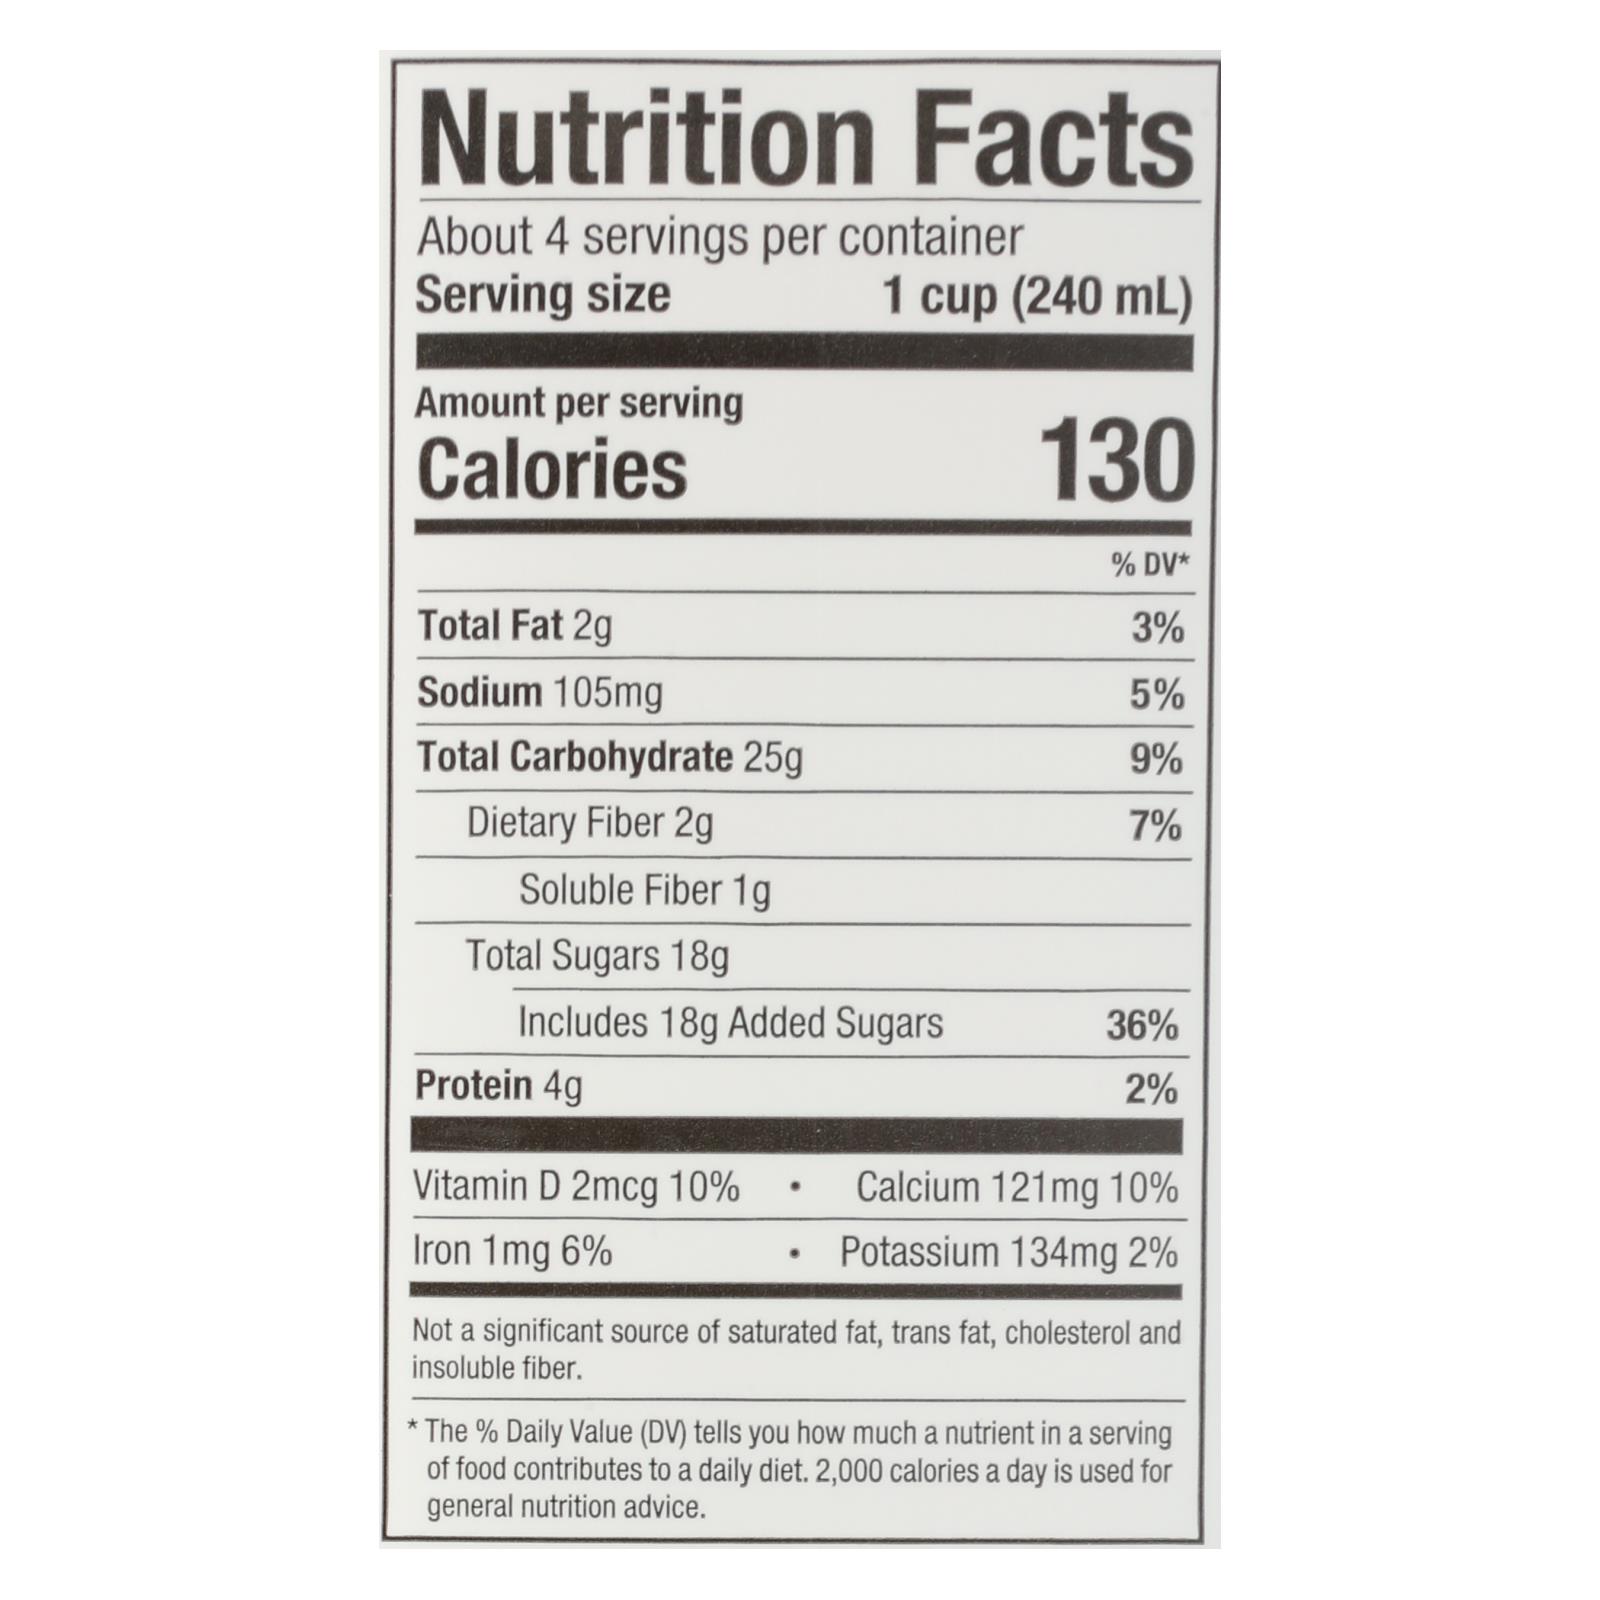 Nutrition Facts
About 4 servings per container
Serving size 1 cup (240 mL)
Amount per serving
Calories 130
% DV*
Total Fat 2g 3%
Sodium 105mg 5%
Total Carbohydrate 25g 9%
Dietary Fiber 2g 7%
Soluble Fiber 1g
Total Sugars 18g
Includes 18g Added Sugars 36%
Protein 4g 2%
Vitamin D 2mcg 10% • Calcium 121mg 10%
Iron 1mg 6% • Potassium 134mg 2%
Not a significant source of saturated fat, trans fat, cholesterol and
insoluble fiber.
* The % Daily Value (DV) tells you how much a nutrient in a serving
of food contributes to a daily diet. 2,000 calories a day is used for
general nutrition advice.